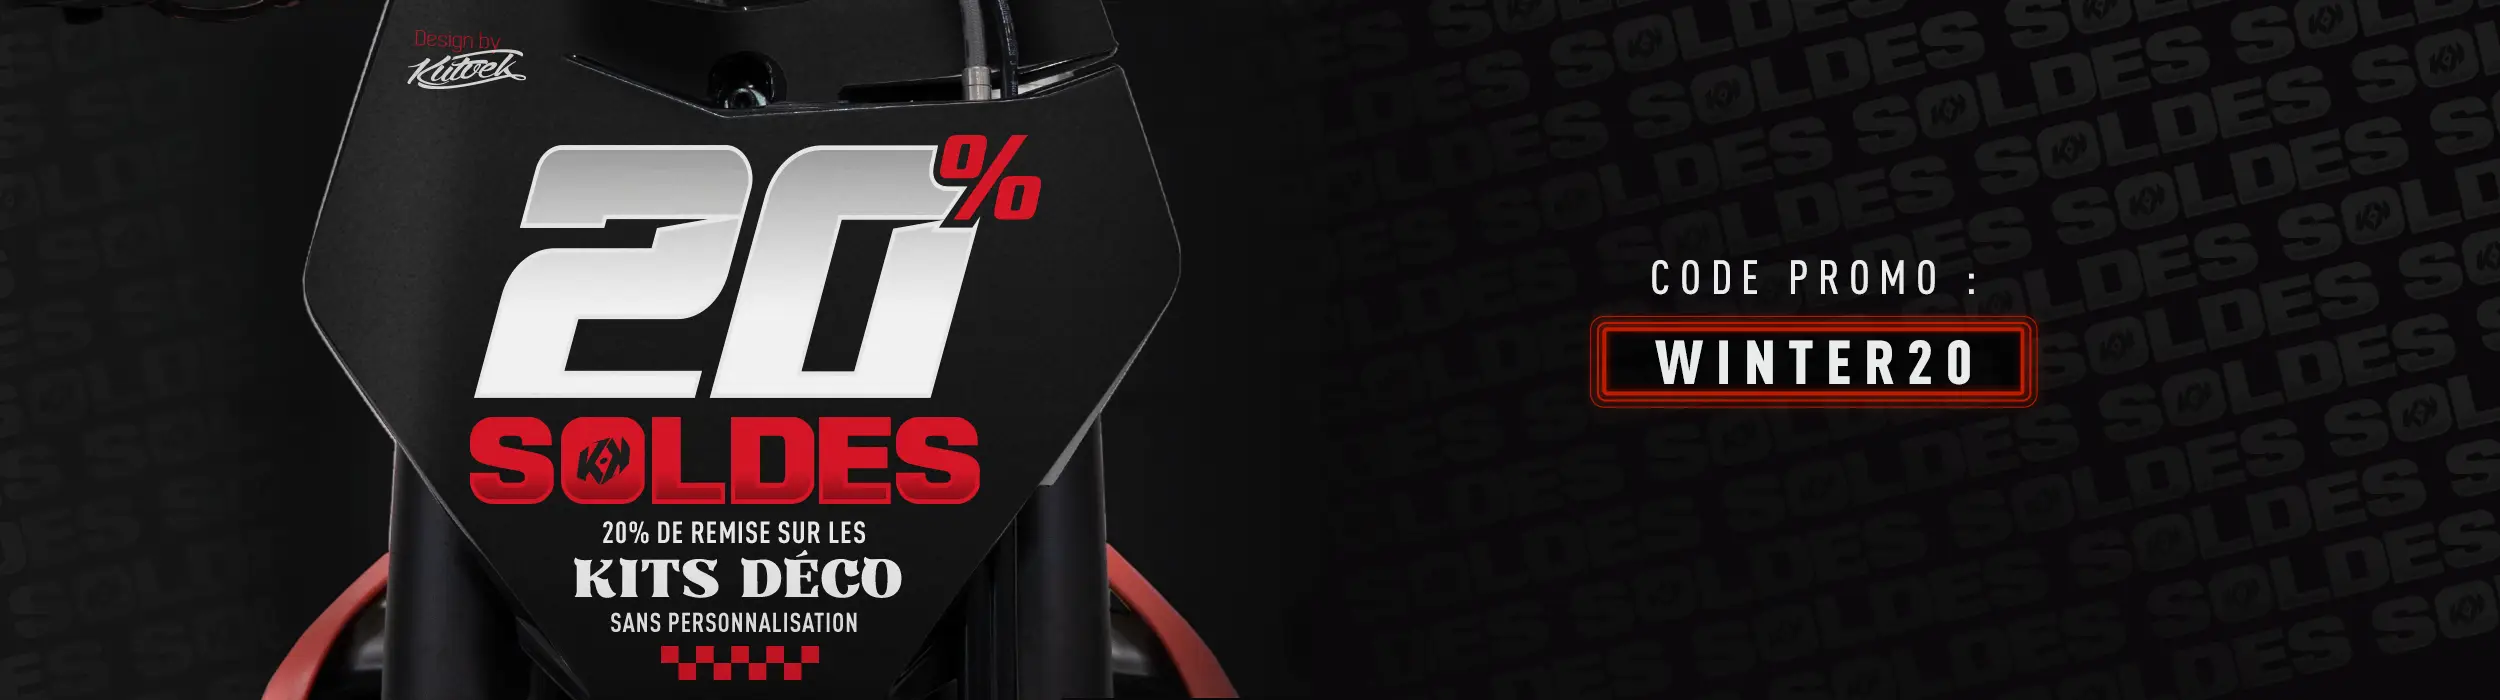 Design by
Kutvek
20%
SOLDES
20% DE REMISE SUR LES
KITS DÉCO
SANS PERSONNALISATION
CODE PROMO :
WINTER20